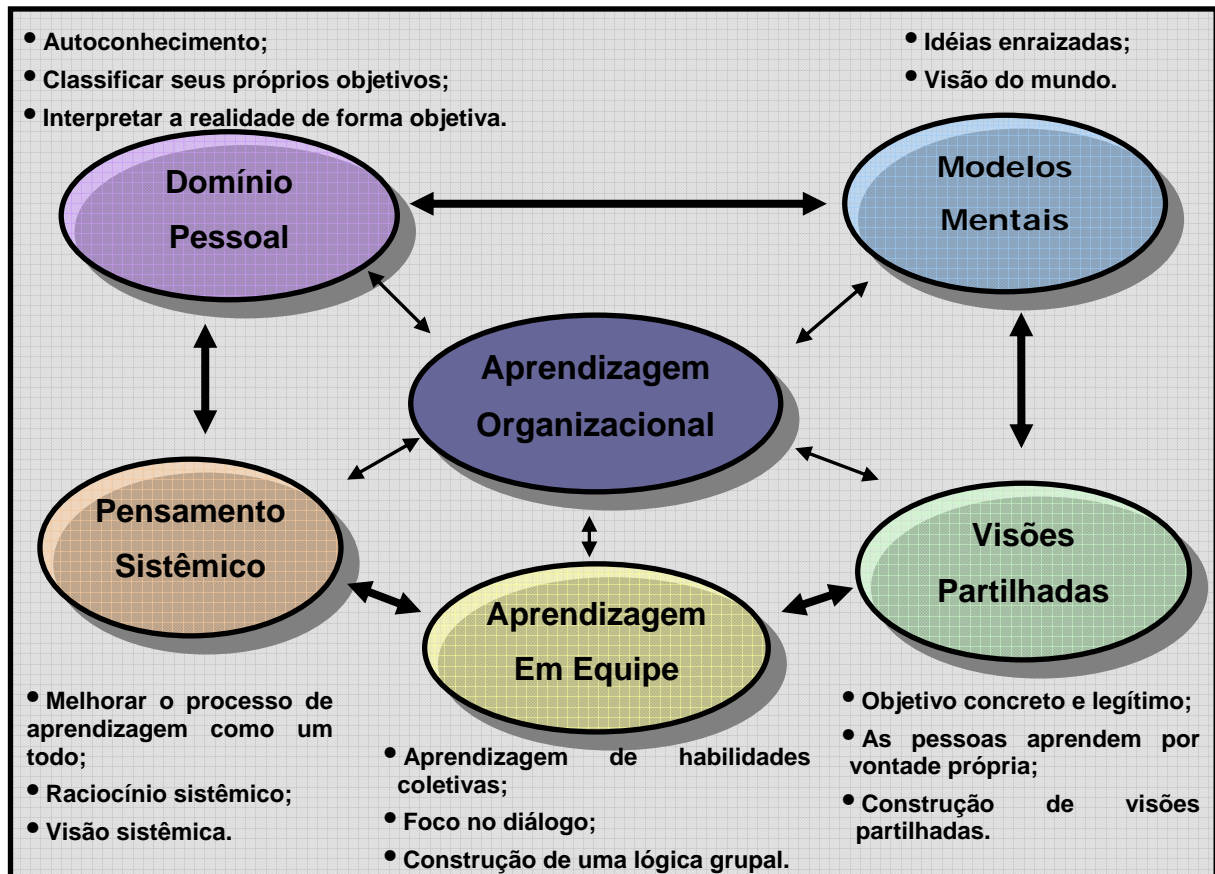 • Autoconhecimento;
• Classificar seus próprios objetivos;
• Interpretar a realidade de forma objetiva.
• Idéias enraizadas;
• Visão do mundo.
Domínio
Pessoal
Modelos
Mentais
Aprendizagem
Organizacional
Pensamento
Sistêmico
Aprendizagem
Em Equipe
Visões
Partilhadas
• Melhorar o processo de
aprendizagem como um
todo;
• Raciocínio sistêmico;
• Visão sistêmica.
• Aprendizagem de habilidades
coletivas;
• Foco no diálogo;
• Construção de uma lógica grupal.
• Objetivo concreto e legítimo;
• As pessoas aprendem por
vontade própria;
• Construção de visões
partilhadas.